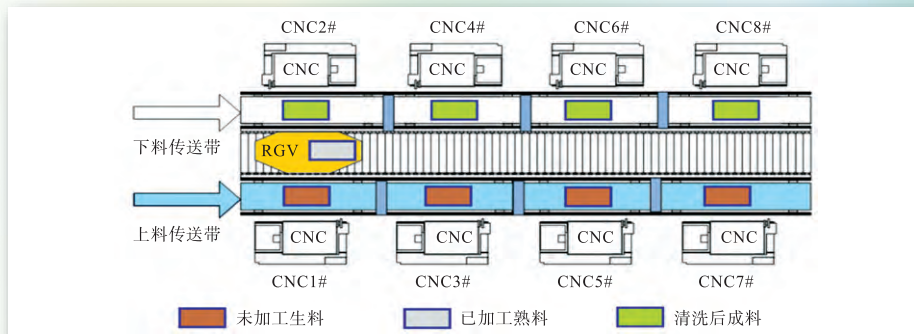 CNC2# CNC4# CNC6# CNC8#
CNC CNC CNC CNC
下料传送带
RGV
上料传送带
CNC CNC CNC CNC
CNC1# CNC3# CNC5# CNC7#
未加工生料 已加工熟料 清洗后成料